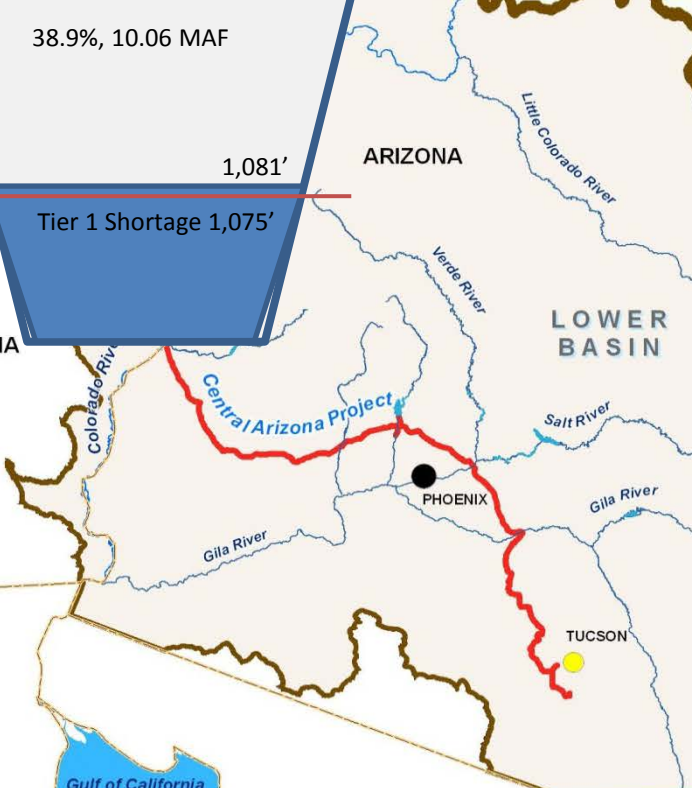 38.9%, 10.06 MAF
1,081’
ARIZONA
Little Colorado River
Tier 1 Shortage 1,075’
Verde River
LOWER
BASIN
Colorado
Central Arizona Project
Salt River
PHOENIX
Gila River
Gila River
TUCSON
Gulf of California